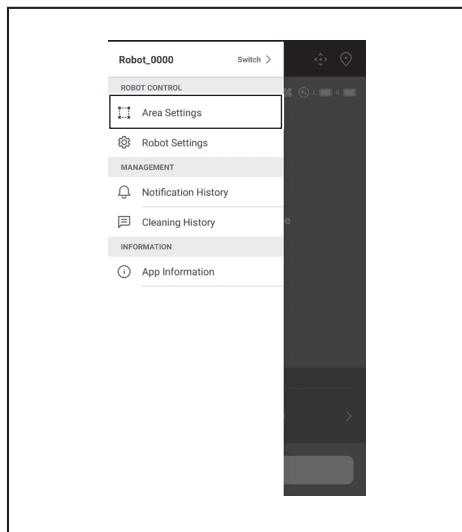 Robot_0000
Switch
ROBOT CONTROL
Area Settings
Robot Settings
MANAGEMENT
Notification History
Cleaning History
INFORMATION
App Information